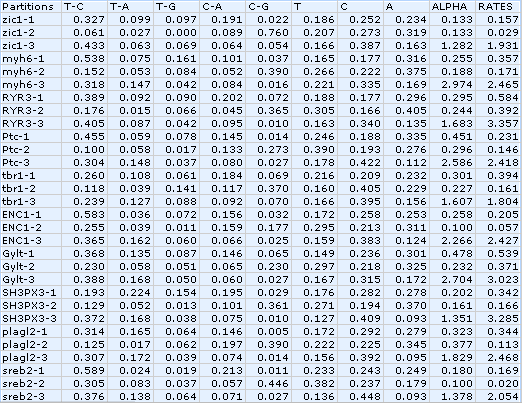 Partitions T-C T-A T-G C-A C-G T C A ALPHA RATES
zic1-1 0.327 0.099 0.097 0.191 0.022 0.186 0.252 0.234 0.133 0.157
zic1-2 0.061 0.027 0.000 0.089 0.760 0.207 0.273 0.319 0.133 0.029
zic1-3 0.433 0.063 0.069 0.064 0.054 0.166 0.387 0.163 1.282 1.931
myh6-1 0.538 0.075 0.161 0.101 0.037 0.165 0.177 0.316 0.255 0.357
myh6-2 0.152 0.053 0.084 0.052 0.390 0.266 0.222 0.375 0.188 0.171
myh6-3 0.318 0.147 0.042 0.084 0.016 0.221 0.335 0.169 2.974 2.465
RYR3-1 0.389 0.092 0.090 0.202 0.072 0.188 0.177 0.296 0.295 0.584
RYR3-2 0.176 0.015 0.066 0.045 0.365 0.305 0.166 0.405 0.244 0.392
RYR3-3 0.405 0.087 0.042 0.095 0.010 0.163 0.340 0.135 1.683 3.357
Ptc-1 0.455 0.059 0.078 0.145 0.014 0.246 0.188 0.335 0.451 0.231
Ptc-2 0.100 0.058 0.017 0.133 0.273 0.390 0.193 0.276 0.296 0.146
Ptc-3 0.304 0.148 0.037 0.080 0.027 0.178 0.422 0.112 2.586 2.418
tbr1-1 0.260 0.108 0.061 0.184 0.069 0.216 0.209 0.232 0.301 0.394
tbr1-2 0.118 0.039 0.141 0.117 0.370 0.160 0.405 0.229 0.227 0.161
tbr1-3 0.239 0.127 0.088 0.092 0.070 0.166 0.395 0.156 1.607 1.804
ENC1-1 0.583 0.036 0.072 0.156 0.032 0.172 0.258 0.253 0.258 0.205
ENC1-2 0.255 0.039 0.011 0.159 0.177 0.295 0.213 0.311 0.100 0.057
ENC1-3 0.365 0.162 0.060 0.066 0.025 0.159 0.383 0.124 2.266 2.427
Gylt-1 0.368 0.135 0.087 0.146 0.065 0.149 0.236 0.301 0.478 0.539
Gylt-2 0.230 0.058 0.051 0.065 0.230 0.297 0.218 0.325 0.232 0.371
Gylt-3 0.388 0.168 0.050 0.060 0.027 0.167 0.315 0.172 2.704 3.023
SH3PX3-1 0.193 0.224 0.154 0.195 0.029 0.176 0.282 0.278 0.202 0.342
SH3PX3-2 0.129 0.052 0.013 0.101 0.361 0.271 0.194 0.370 0.161 0.166
SH3PX3-3 0.372 0.168 0.038 0.075 0.010 0.127 0.409 0.093 1.351 3.285
plagl2-1 0.314 0.165 0.064 0.146 0.005 0.172 0.292 0.279 0.323 0.344
plagl2-2 0.125 0.017 0.062 0.197 0.390 0.222 0.225 0.345 0.377 0.113
plagl2-3 0.307 0.172 0.039 0.074 0.014 0.156 0.392 0.095 1.829 2.468
sreb2-1 0.589 0.024 0.019 0.213 0.011 0.233 0.243 0.249 0.180 0.169
sreb2-2 0.305 0.083 0.037 0.057 0.446 0.382 0.237 0.179 0.100 0.020
sreb2-3 0.376 0.138 0.064 0.071 0.027 0.136 0.448 0.093 1.378 2.054